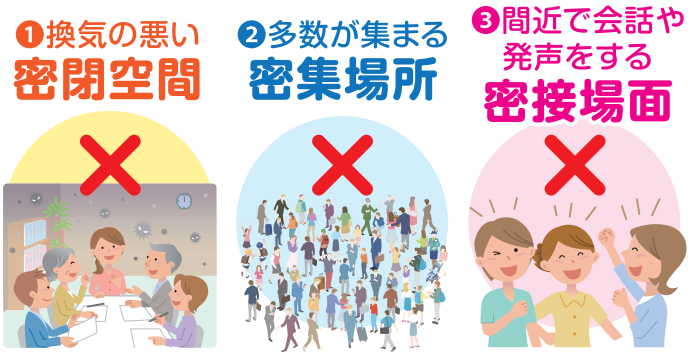 ❶換気の悪い
密閉空間
❷多数が集まる
密集場所
❸間近で会話や
発声をする
密接場面